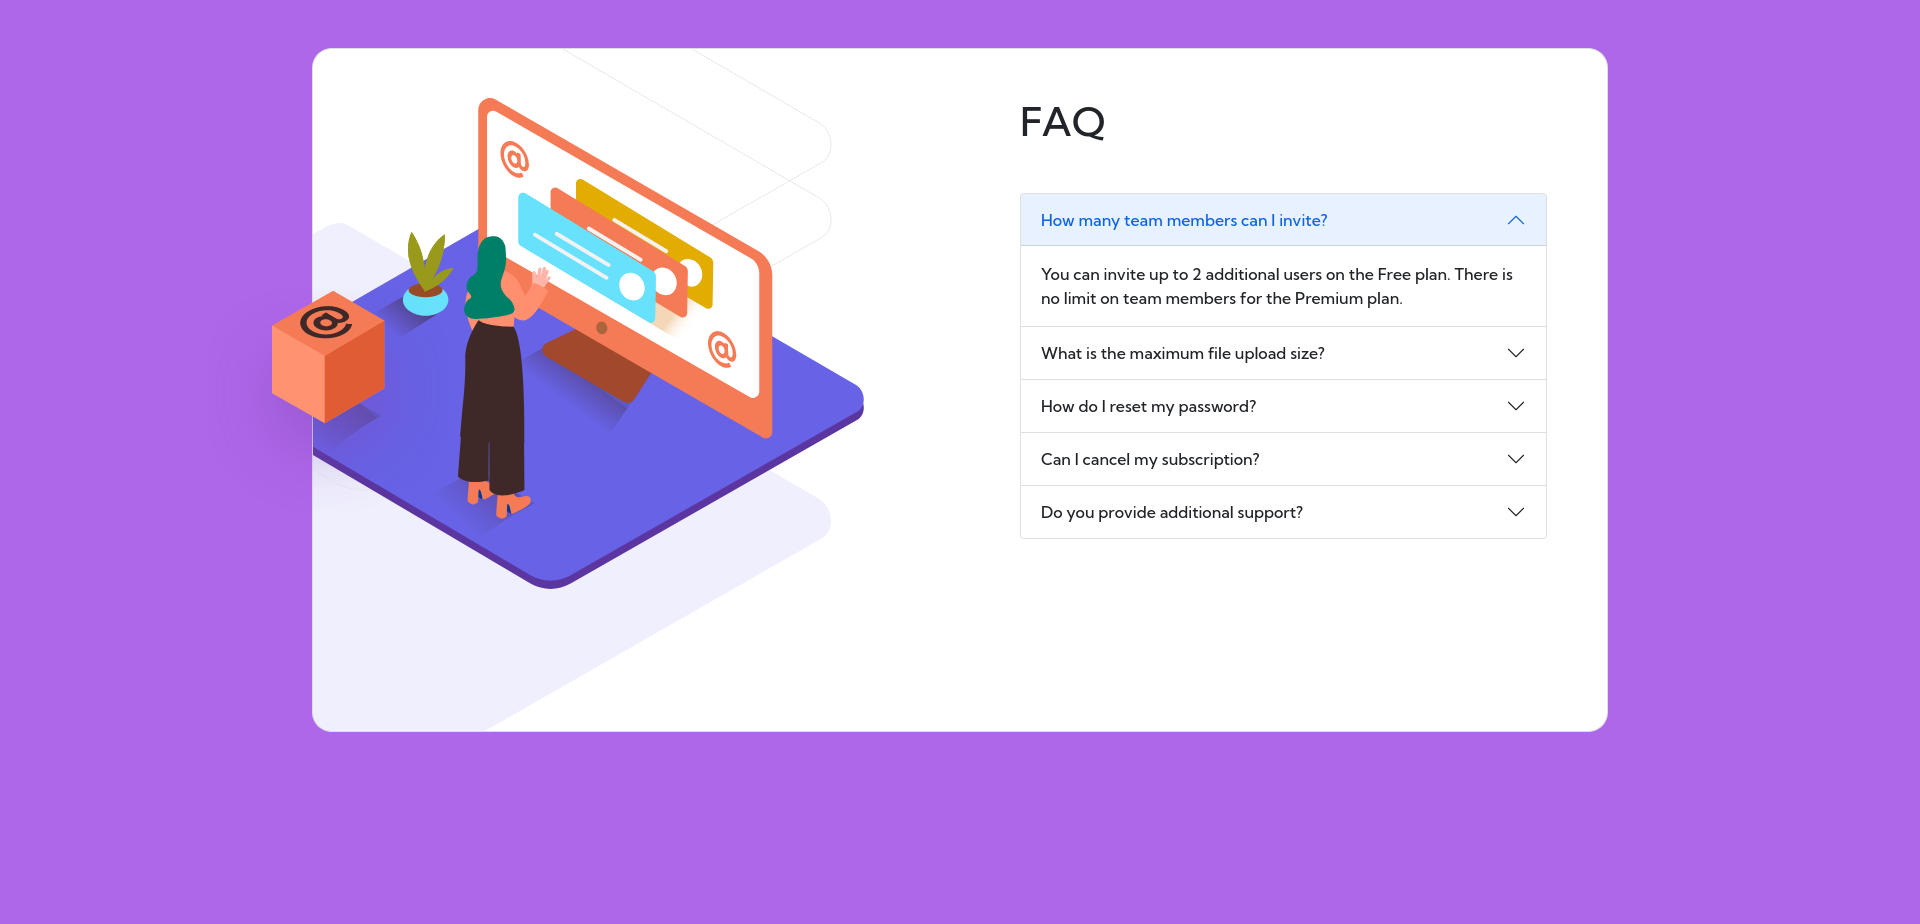 FAQ
How many team members can I invite?
You can invite up to 2 additional users on the Free plan. There is
no limit on team members for the Premium plan.
What is the maximum file upload size?
How do I reset my password?
Can I cancel my subscription?
Do you provide additional support?
@
@
@